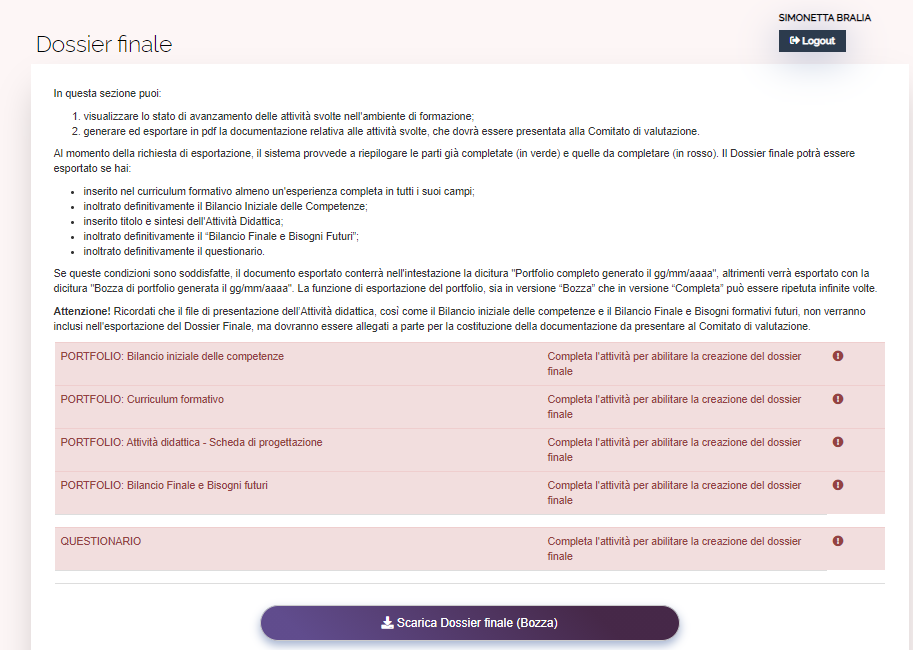 SIMONETTA BRALIA
Dossier finale
Logout
In questa sezione puoi:
1. visualizzare lo stato di avanzamento delle attività svolte nell'ambiente di formazione;
2. generare ed esportare in pdf la documentazione relativa alle attività svolte, che dovrà essere presentata alla Comitato di valutazione.
Al momento della richiesta di esportazione, il sistema provvede a riepilogare le parti già completate (in verde) e quelle da completare (in rosso). Il Dossier finale potrà essere
esportato se hai:
• inserito nel curriculum formativo almeno un'esperienza completa in tutti i suoi campi;
• inoltrato definitivamente il Bilancio Iniziale delle Competenze;
• inserito titolo e sintesi dell'Attività Didattica;
• inoltrato definitivamente il “Bilancio Finale e Bisogni Futuri”;
• inoltrato definitivamente il questionario.
Se queste condizioni sono soddisfatte, il documento esportato conterrà nell'intestazione la dicitura "Portfolio completo generato il gg/mm/aaaa", altrimenti verrà esportato con la
dicitura "Bozza di portfolio generata il gg/mm/aaaa". La funzione di esportazione del portfolio, sia in versione “Bozza” che in versione “Completa” può essere ripetuta infinite volte.
Attenzione! Ricordati che il file di presentazione dell'Attività didattica, così come il Bilancio iniziale delle competenze e il Bilancio Finale e Bisogni formativi futuri, non verranno
inclusi nell'esportazione del Dossier Finale, ma dovranno essere allegati a parte per la costituzione della documentazione da presentare al Comitato di valutazione.
PORTFOLIO: Bilancio iniziale delle competenze
Completa l'attività per abilitare la creazione del dossier
finale
PORTFOLIO: Curriculum formativo
Completa l'attività per abilitare la creazione del dossier
finale
PORTFOLIO: Attività didattica - Scheda di progettazione
Completa l'attività per abilitare la creazione del dossier
finale
PORTFOLIO: Bilancio Finale e Bisogni futuri
Completa l'attività per abilitare la creazione del dossier
finale
QUESTIONARIO
Completa l'attività per abilitare la creazione del dossier
finale
Scarica Dossier finale (Bozza)